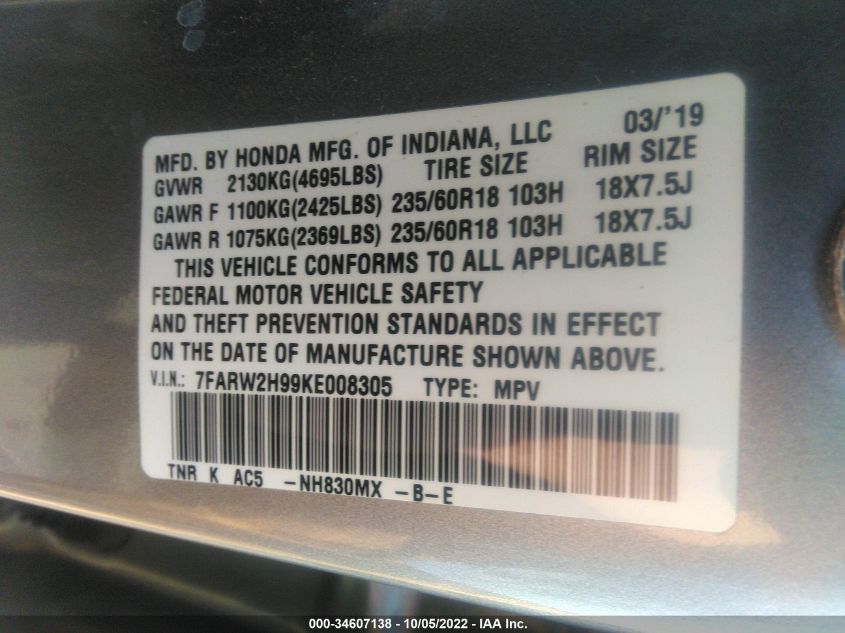 MFD. BY HONDA MFG. OF INDIANA, LLC 03/'19
GVWR 2130KG(4695LBS) TIRE SIZE RIM SIZE
GAWR F 1100KG(2425LBS) 235/60R18 103H 18X7.5J
GAWR R 1075KG(2369LBS) 235/60R18 103H 18X7.5J
THIS VEHICLE CONFORMS TO ALL APPLICABLE
FEDERAL MOTOR VEHICLE SAFETY
AND THEFT PREVENTION STANDARDS IN EFFECT
ON THE DATE OF MANUFACTURE SHOWN ABOVE.
V.I.N.: 7FARW2H99KE008305 TYPE: MPV
TNR K AC5 -NH830MX -B-E
000-34607138 - 10/05/2022 - IAA Inc.